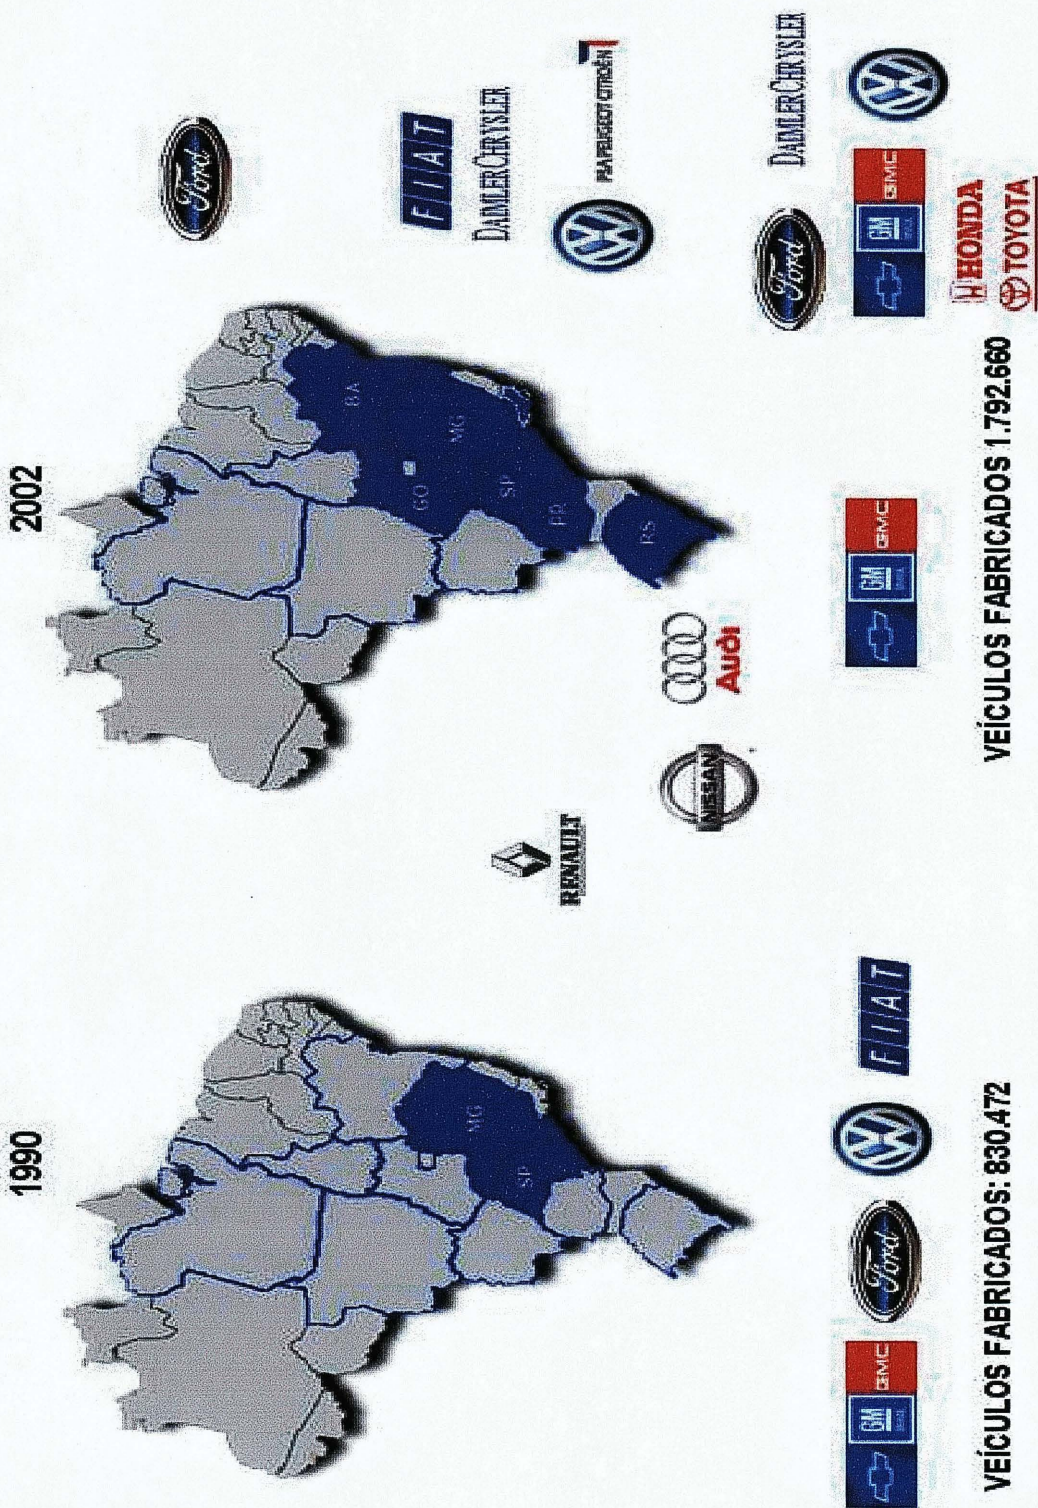 1990
MG
SP
GM
GMC
Ford
FIAT
VEÍCULOS FABRICADOS: 830.472
2002
BA
GO
MG
SP
PR
RS
Ford
FIAT
DAIMLERCHRYSLER
PSA PEUGEOT CITROËN
RENAULT
NISSAN
Audi
GM
GMC
Ford
DAIMLERCHRYSLER
GM
GMC
HONDA
TOYOTA
VEÍCULOS FABRICADOS 1.792.660